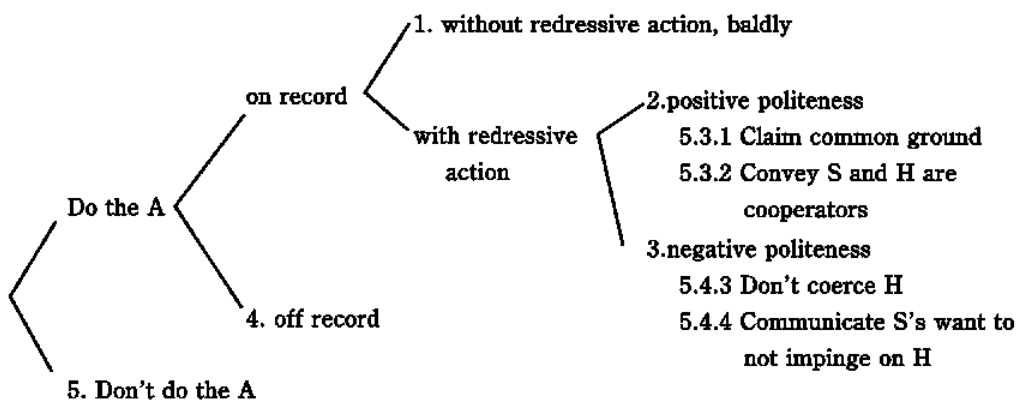 1. without redressive action, baldly
on record
2.positive politeness
with redressive
5.3.1 Claim common ground
action
5.3.2 Convey S and H are
cooperators
Do the A
3.negative politeness
5.4.3 Don't coerce H
4. off record
5.4.4 Communicate S's want to
not impinge on H
5. Don't do the A